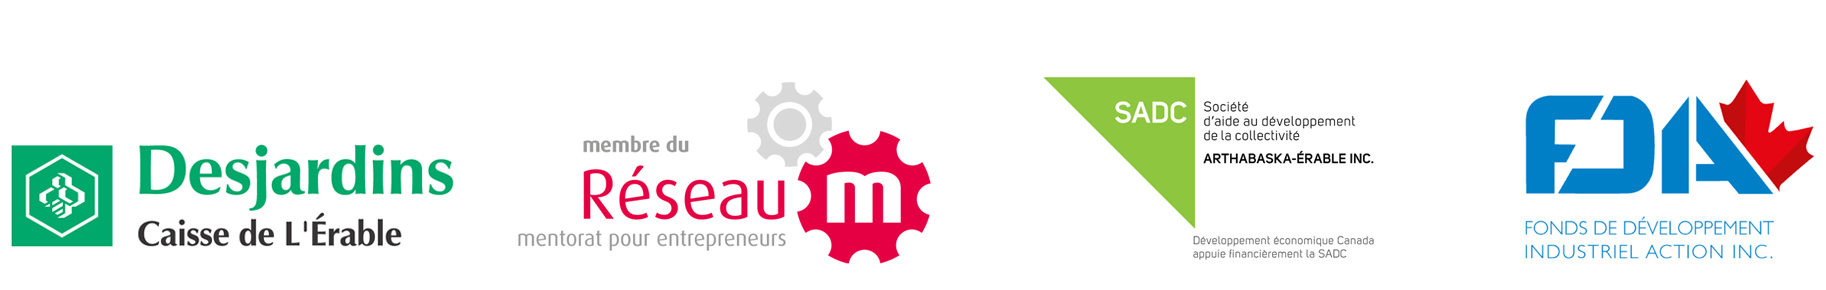 Desjardins
Caisse de L'Érable
membre du
Réseau m
mentorat pour entrepreneurs
SADC
Société
d'aide au développement
de la collectivité
ARTHABASKA-ÉRABLE INC.
Développement économique Canada
appuie financièrement la SADC
FDIA
FONDS DE DÉVELOPPEMENT
INDUSTRIEL ACTION INC.